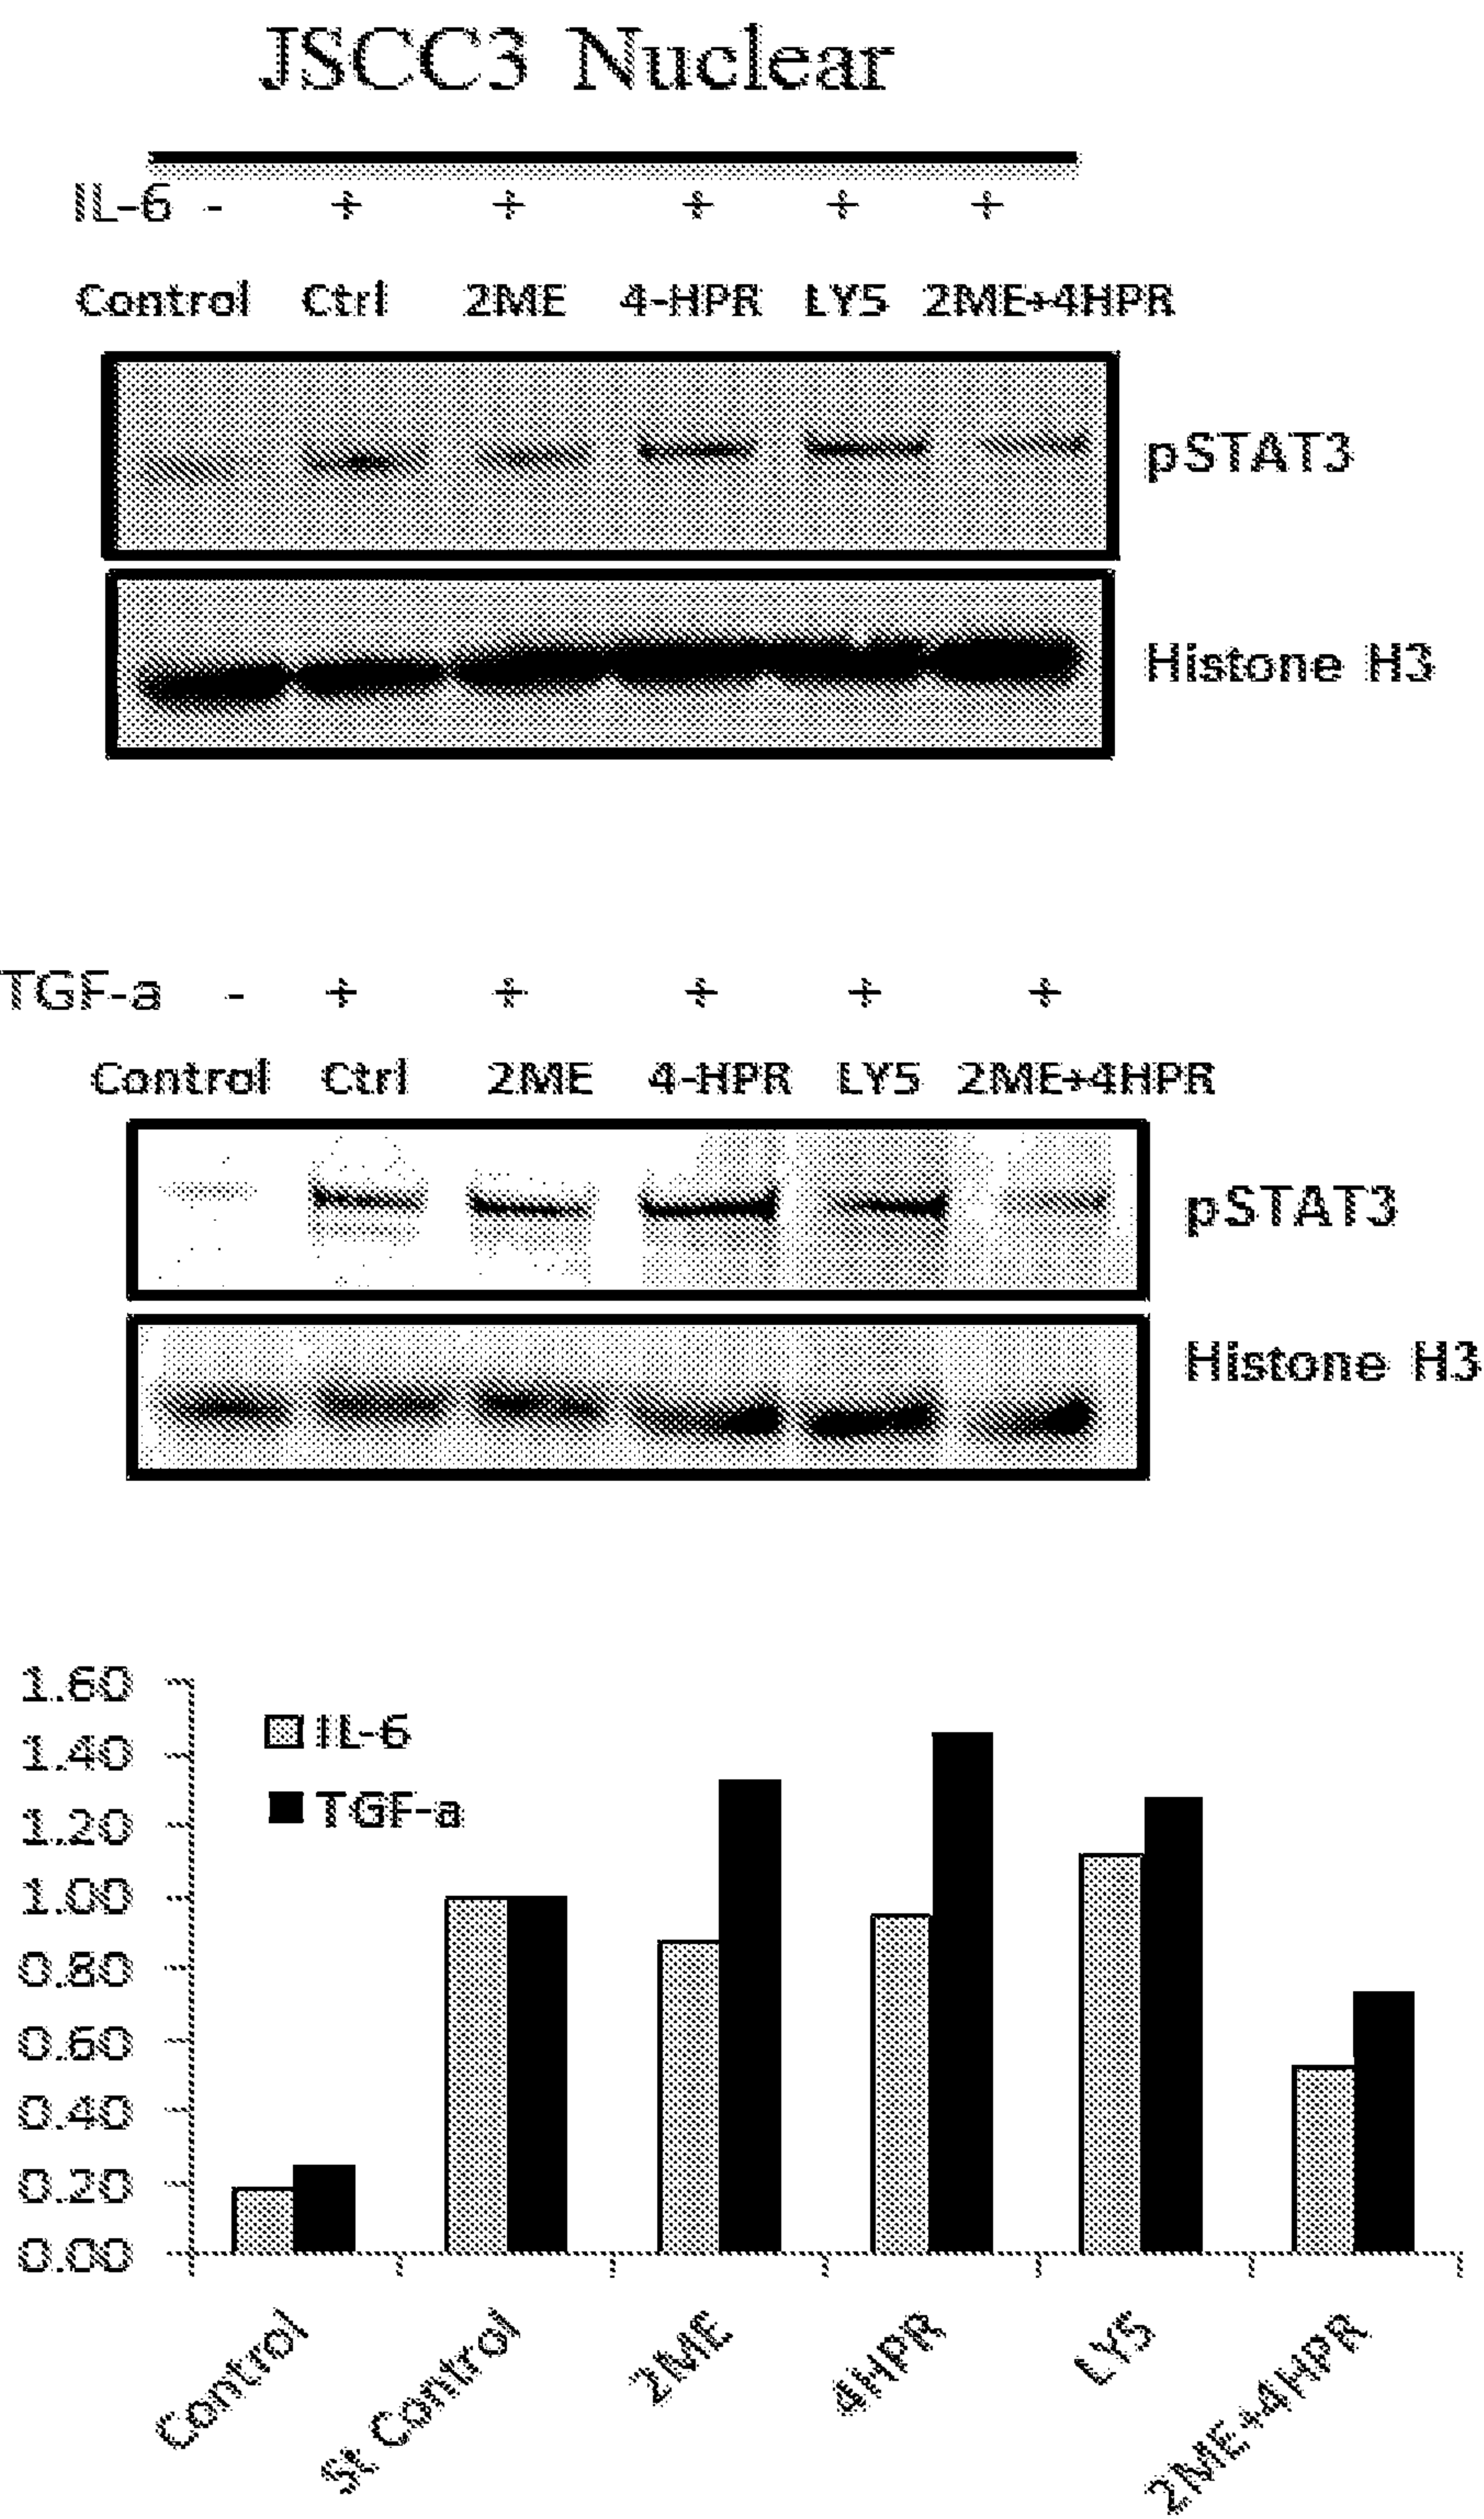 JSCC3 Nuclear
IL-6 - + + + + +
Control Ctrl 2ME 4-HPR LY5 2ME+4HPR
pSTAT3
Histone H3
TGF-a - + + + + +
Control Ctrl 2ME 4-HPR LY5 2ME+4HPR
pSTAT3
Histone H3
1.60
1.40
1.20
1.00
0.80
0.60
0.40
0.20
0.00
IL-6
TGF-a
Control St Control 2ME 4HPR LY5 2ME+4HPR